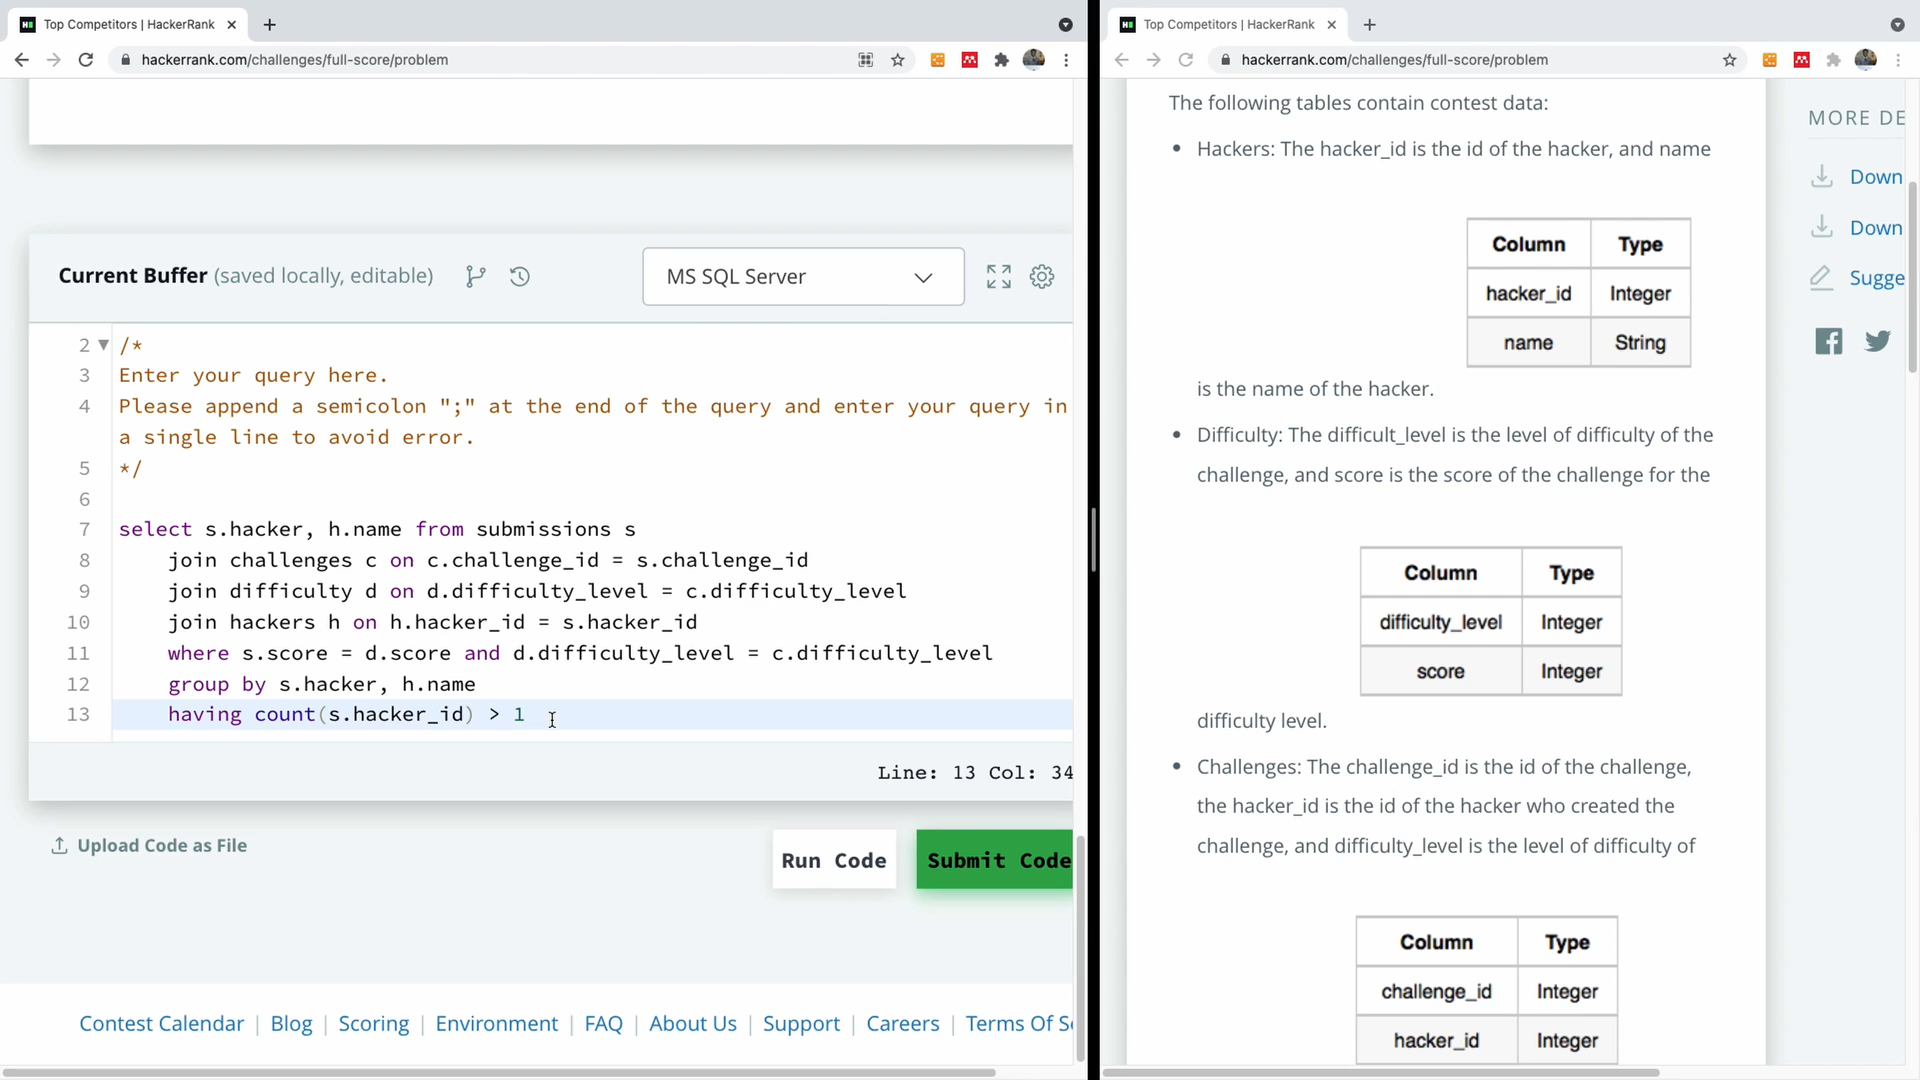 Top Competitors | HackerRank
hackerrank.com/challenges/full-score/problem
Current Buffer (saved locally, editable)
MS SQL Server
2 /*
3 Enter your query here.
4 Please append a semicolon ";" at the end of the query and enter your query in
a single line to avoid error.
5 */
6
7 select s.hacker, h.name from submissions s
8 join challenges c on c.challenge_id = s.challenge_id
9 join difficulty d on d.difficulty_level = c.difficulty_level
10 join hackers h on h.hacker_id = s.hacker_id
11 where s.score = d.score and d.difficulty_level = c.difficulty_level
12 group by s.hacker, h.name
13 having count(s.hacker_id) > 1
Line: 13 Col: 34
Upload Code as File
Run Code
Submit Code
Contest Calendar | Blog | Scoring | Environment | FAQ | About Us | Support | Careers | Terms Of S
Top Competitors | HackerRank
hackerrank.com/challenges/full-score/problem
The following tables contain contest data:
• Hackers: The hacker_id is the id of the hacker, and name
Column Type
hacker_id Integer
name String
is the name of the hacker.
• Difficulty: The difficult_level is the level of difficulty of the
challenge, and score is the score of the challenge for the
Column Type
difficulty_level Integer
score Integer
difficulty level.
• Challenges: The challenge_id is the id of the challenge,
the hacker_id is the id of the hacker who created the
challenge, and difficulty_level is the level of difficulty of
Column Type
challenge_id Integer
hacker_id Integer
MORE DE
Down
Down
Sugge